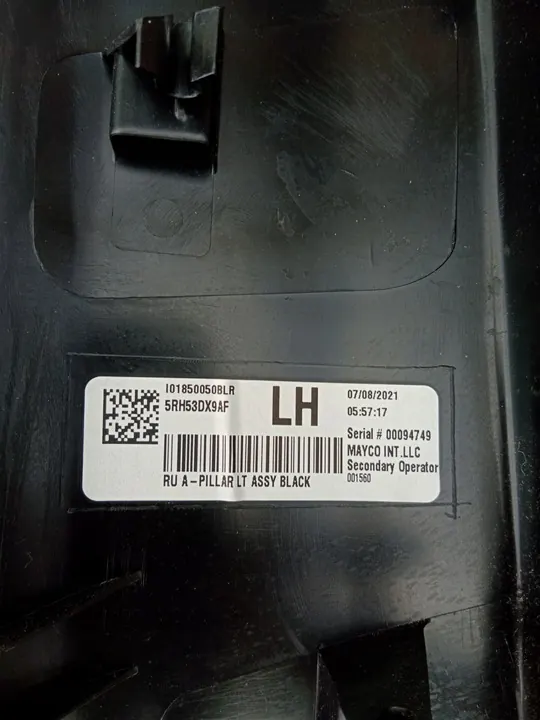 I01850050BLR
5RH53DX9AF
LH
07/08/2021
05:57:17
Serial # 00094749
MAYCO INT.LLC
Secondary Operator
001560
RU A-PILLAR LT ASSY BLACK